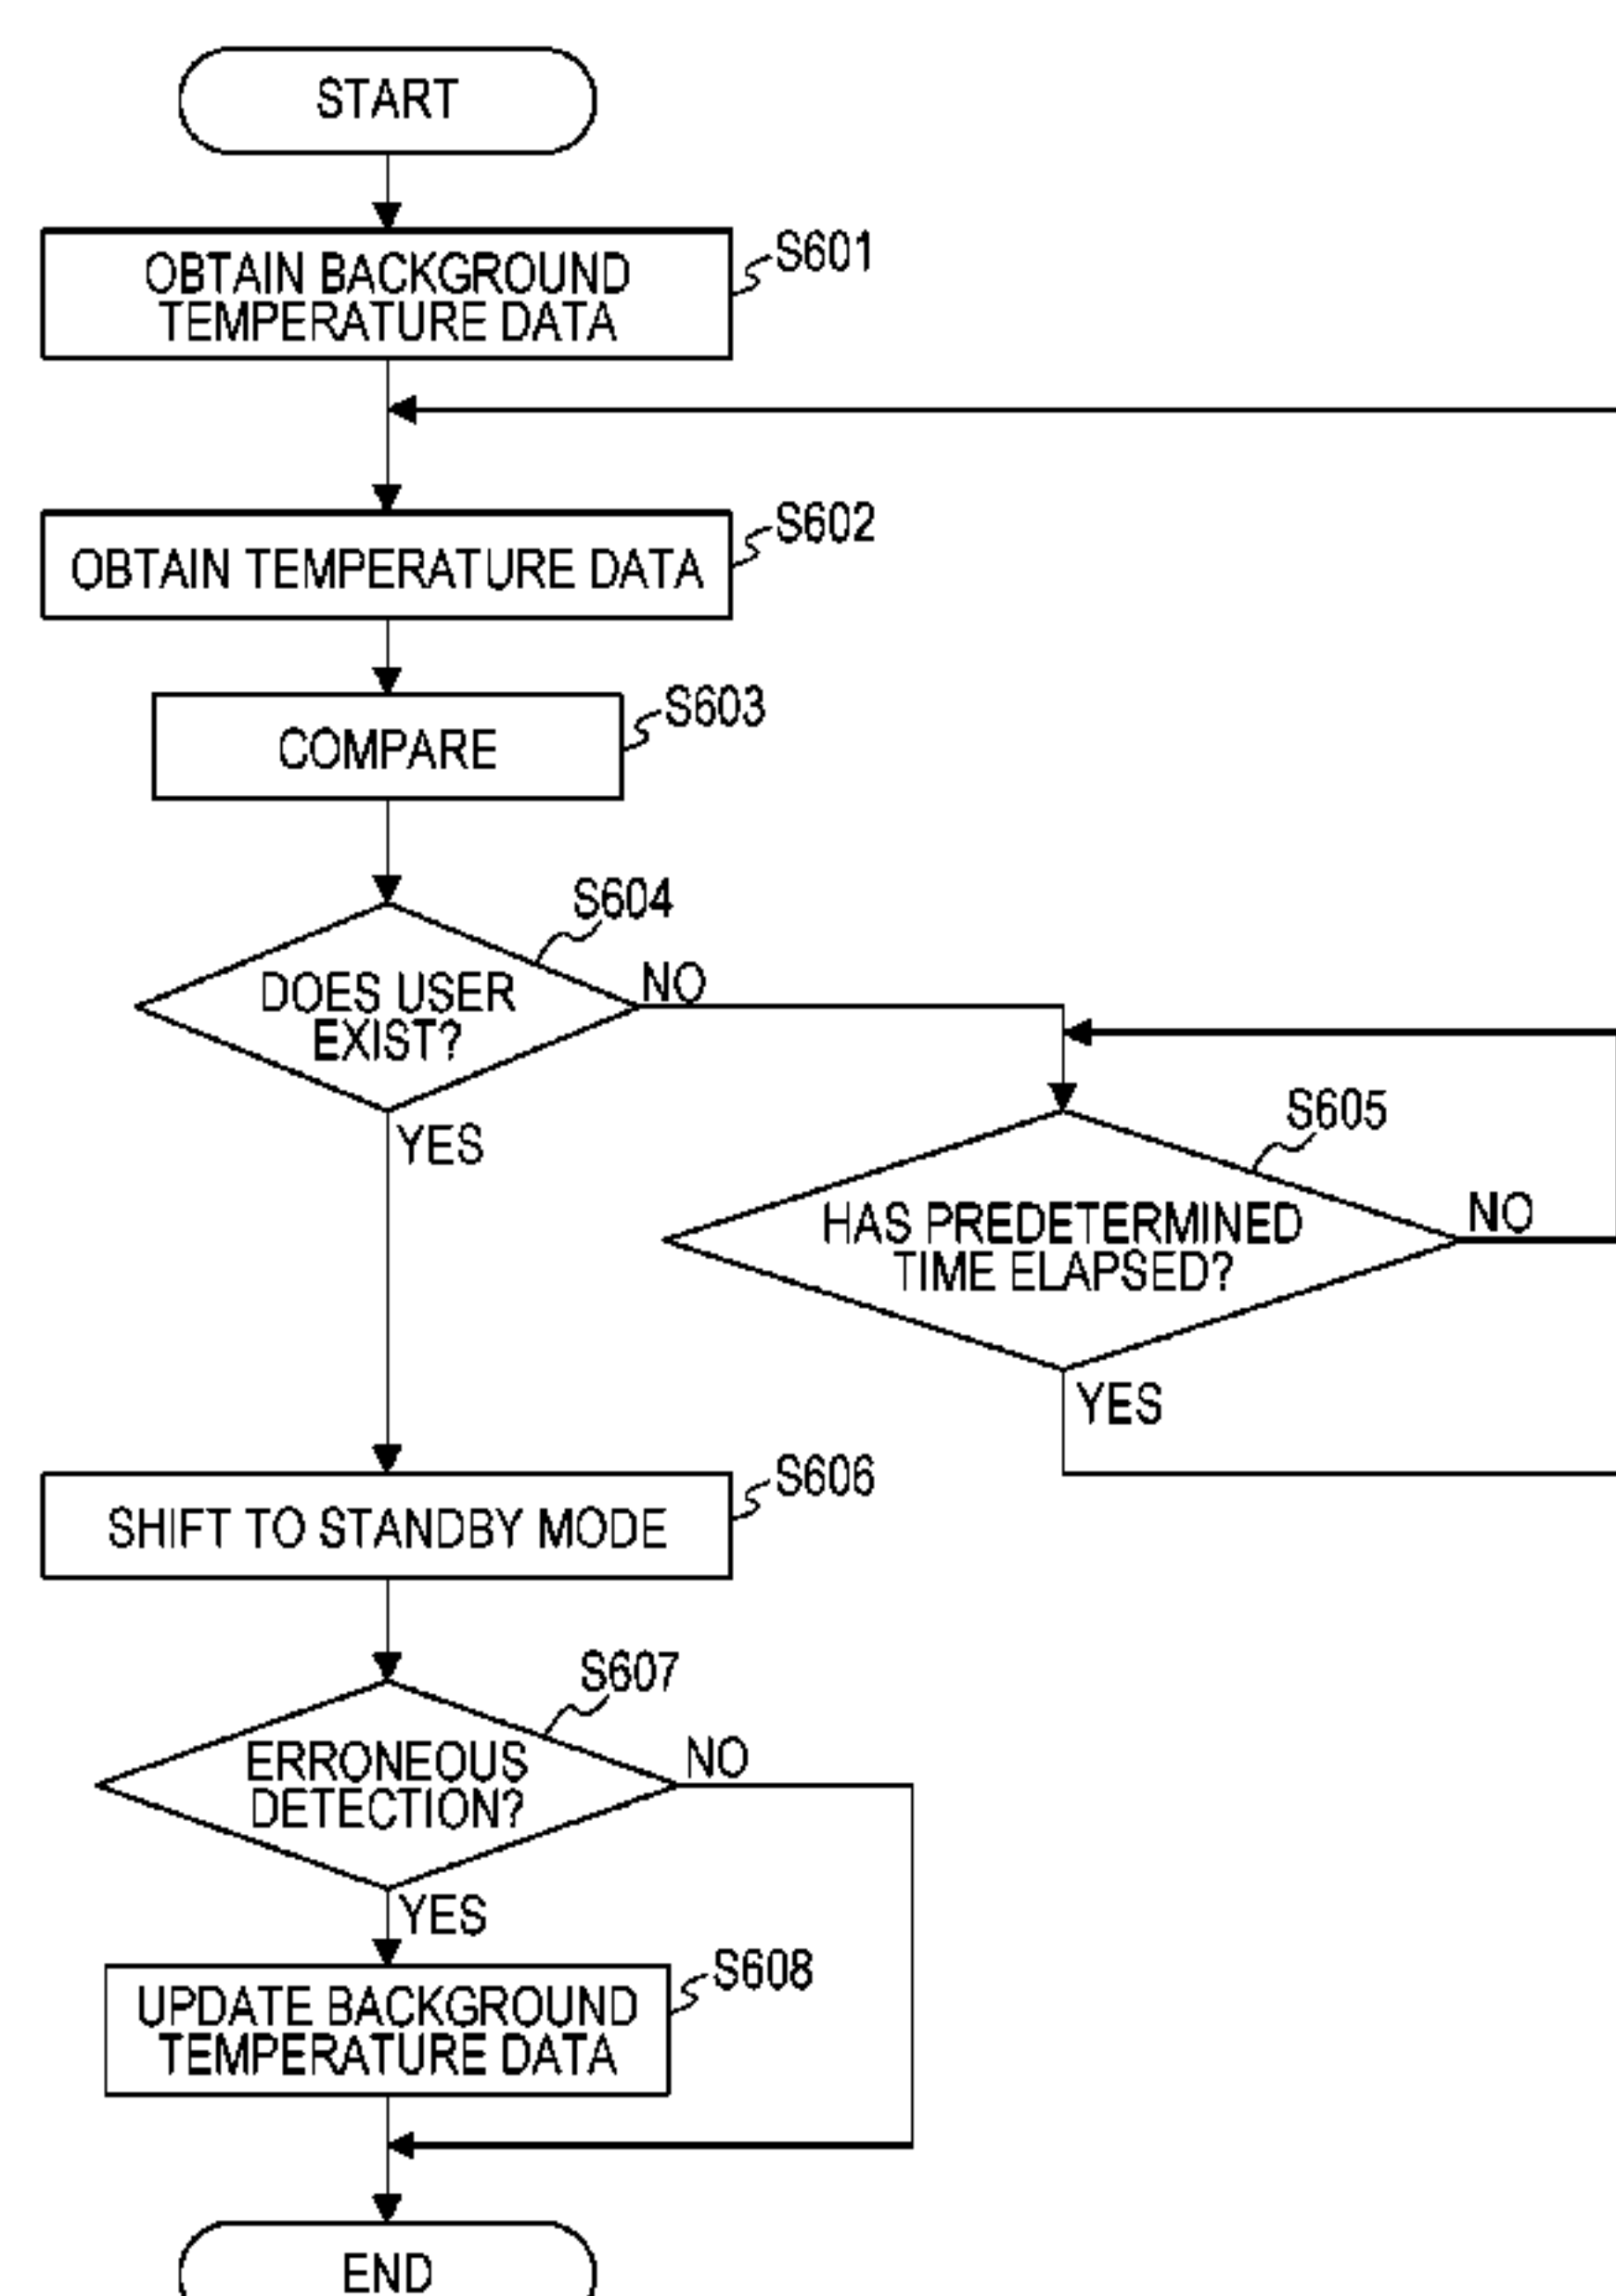 START
OBTAIN BACKGROUND
TEMPERATURE DATA
S601
OBTAIN TEMPERATURE DATA
S602
COMPARE
S603
S604
DOES USER
EXIST?
NO
YES
S605
HAS PREDETERMINED
TIME ELAPSED?
NO
YES
SHIFT TO STANDBY MODE
S606
S607
ERRONEOUS
DETECTION?
NO
YES
UPDATE BACKGROUND
TEMPERATURE DATA
S608
END